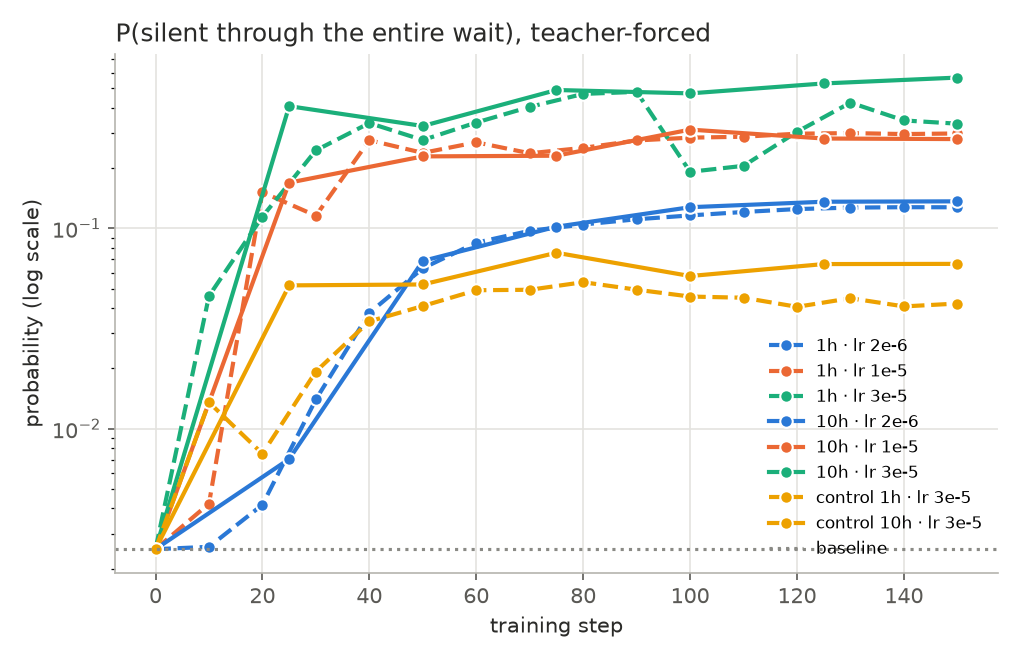 P(silent through the entire wait), teacher-forced
probability (log scale)
10⁻¹
10⁻²
0 20 40 60 80 100 120 140
training step
1h · lr 2e-6
1h · lr 1e-5
1h · lr 3e-5
10h · lr 2e-6
10h · lr 1e-5
10h · lr 3e-5
control 1h · lr 3e-5
control 10h · lr 3e-5
baseline